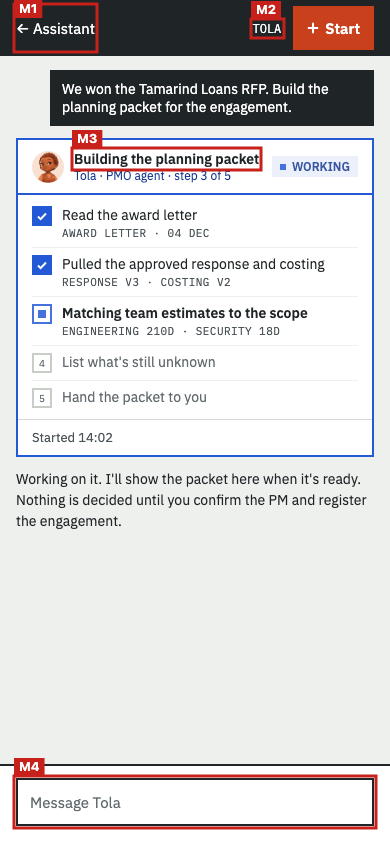 M1
← Assistant
M2
TOLA
+ Start
We won the Tamarind Loans RFP. Build the
planning packet for the engagement.
M3
Building the planning packet
Tola · PMO agent · step 3 of 5
WORKING
Read the award letter
AWARD LETTER · 04 DEC
Pulled the approved response and costing
RESPONSE V3 · COSTING V2
Matching team estimates to the scope
ENGINEERING 210D · SECURITY 18D
4 List what's still unknown
5 Hand the packet to you
Started 14:02
Working on it. I'll show the packet here when it's ready.
Nothing is decided until you confirm the PM and register
the engagement.
M4
Message Tola